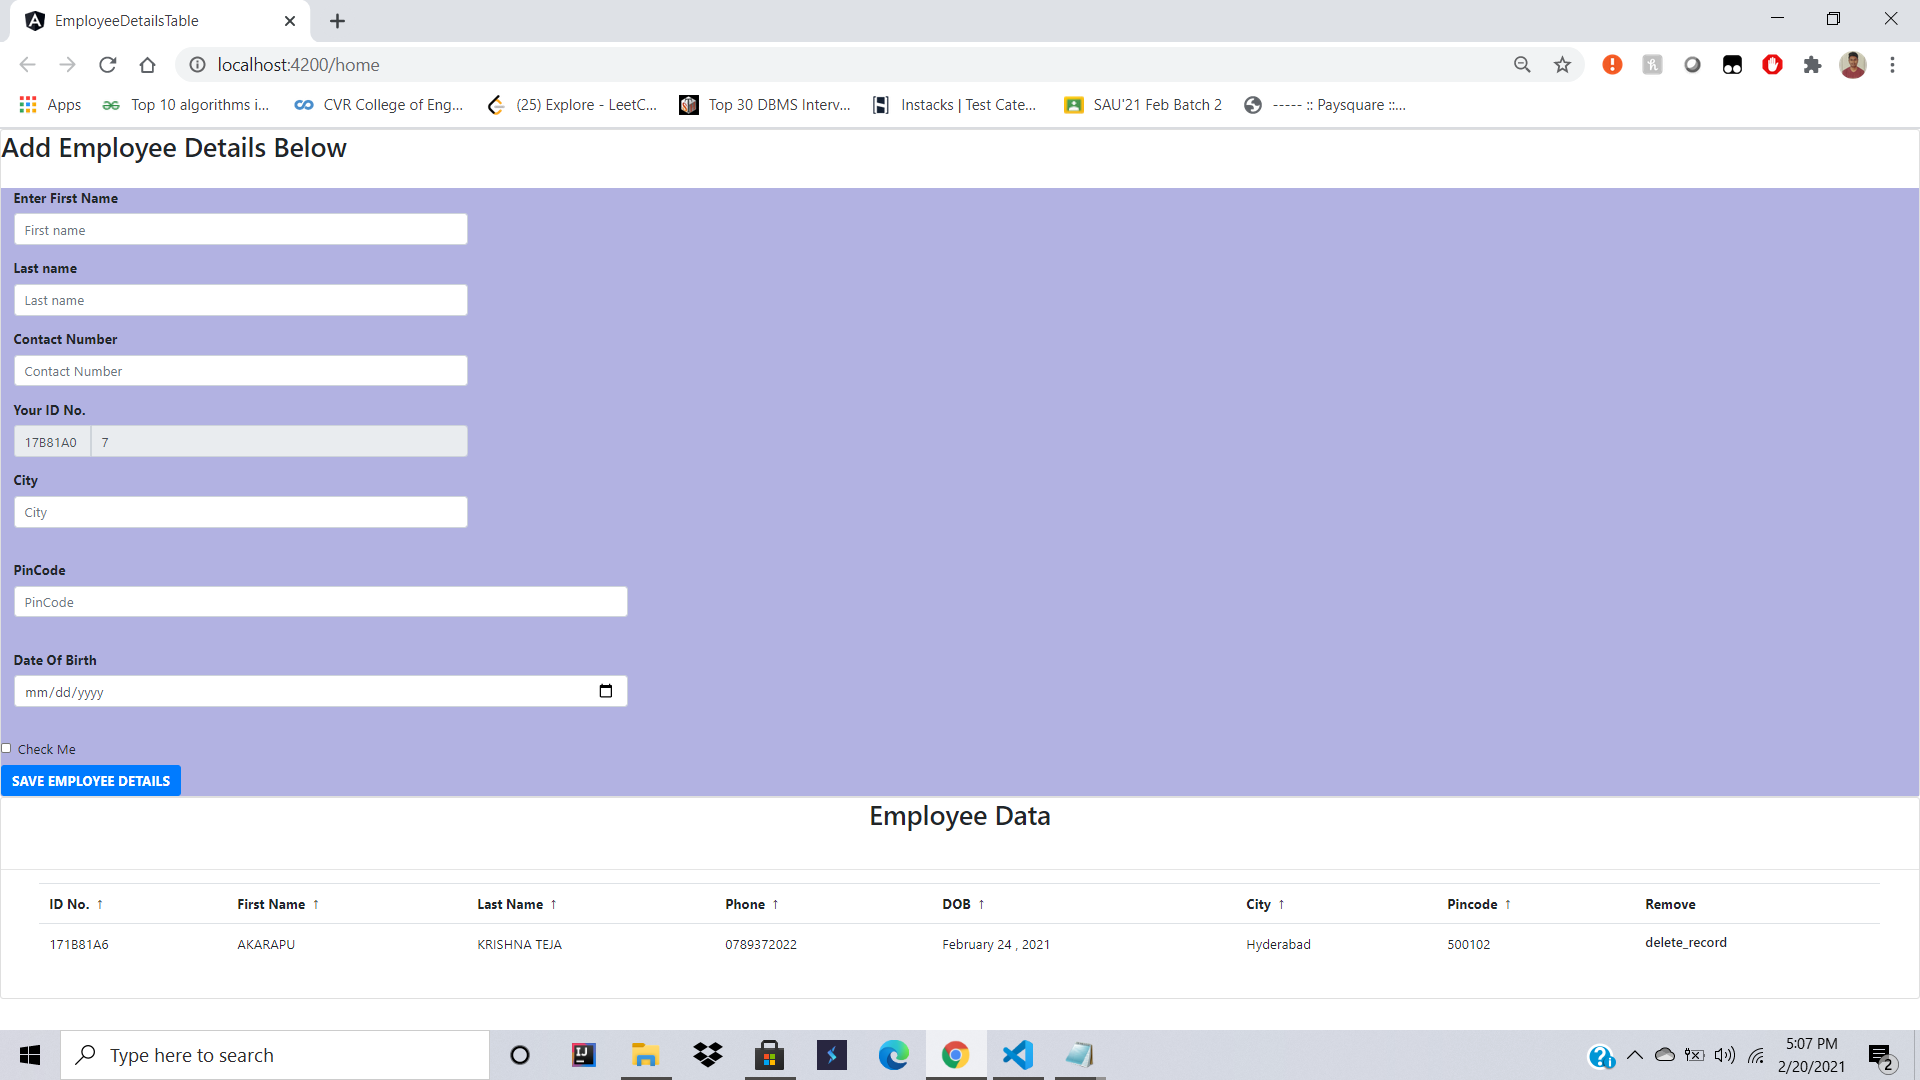 EmployeeDetailsTable
localhost:4200/home
Apps Top 10 algorithms i... CVR College of Eng... (25) Explore - LeetC... Top 30 DBMS Interv... Instacks | Test Cate... SAU'21 Feb Batch 2 ----- :: Paysquare ::...
Add Employee Details Below
Enter First Name
First name
Last name
Last name
Contact Number
Contact Number
Your ID No.
17B81A0 7
City
City
PinCode
PinCode
Date Of Birth
mm/dd/yyyy
Check Me
SAVE EMPLOYEE DETAILS
Employee Data
ID No. ↑ First Name ↑ Last Name ↑ Phone ↑ DOB ↑ City ↑ Pincode ↑ Remove
171B81A6 AKARAPU KRISHNA TEJA 0789372022 February 24 , 2021 Hyderabad 500102 delete_record
Type here to search
5:07 PM
2/20/2021
2